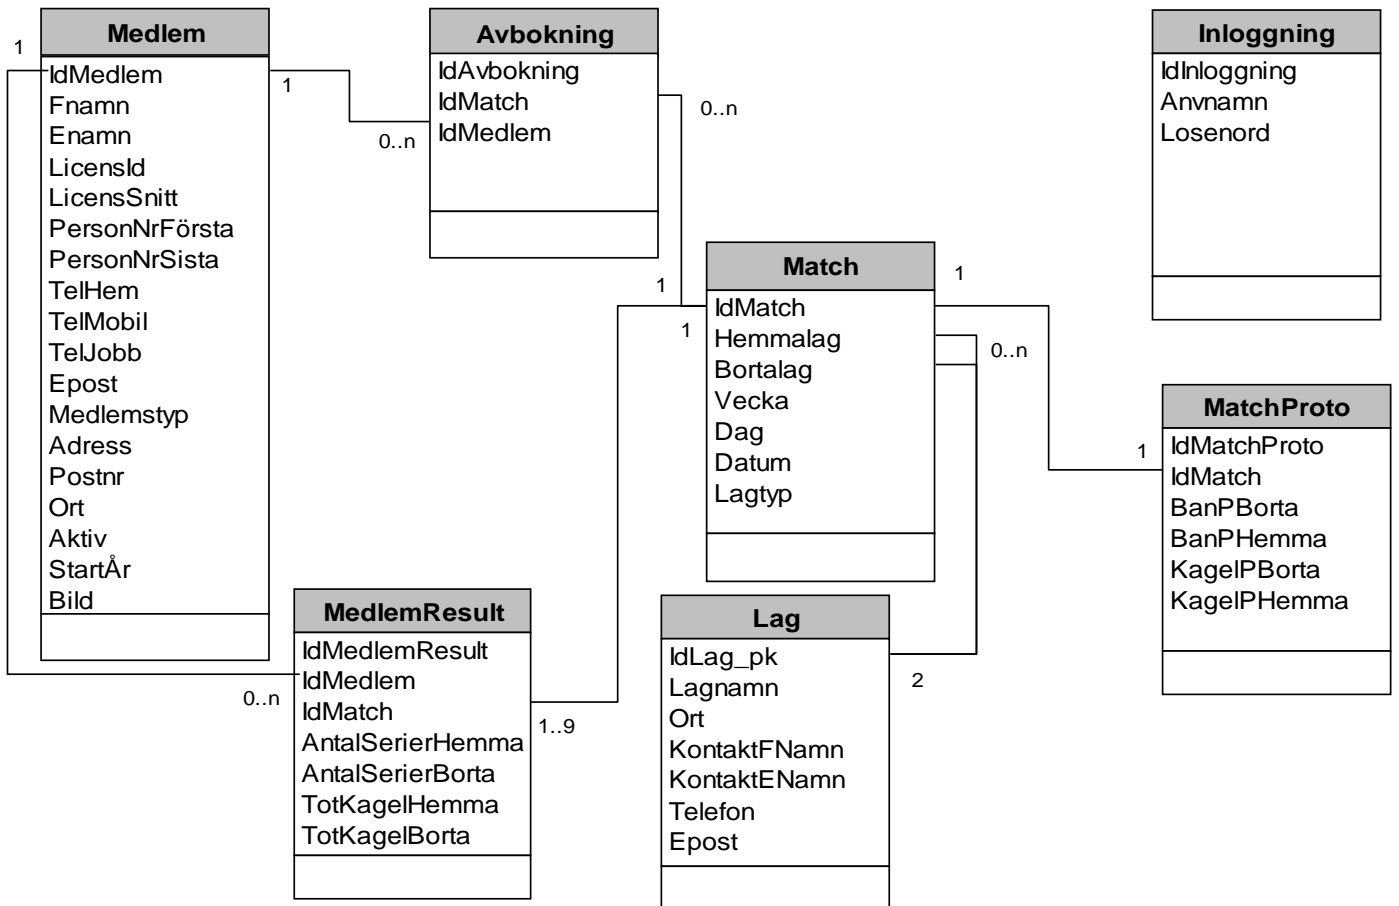 Medlem
IdMedlem
Fnamn
Enamn
LicensId
LicensSnitt
PersonNrFörsta
PersonNrSista
TelHem
TelMobil
TelJobb
Epost
Medlemstyp
Adress
Postnr
Ort
Aktiv
StartÅr
Bild
1
1
0..n
Avbokning
IdAvbokning
IdMatch
IdMedlem
0..n
Inloggning
IdInloggning
Anvnamn
Losenord
Match
IdMatch
Hemmalag
Bortalag
Vecka
Dag
Datum
Lagtyp
1
1
1
0..n
1
MatchProto
IdMatchProto
IdMatch
BanPBorta
BanPHemma
KagelPBorta
KagelPHemma
MedlemResult
IdMedlemResult
IdMedlem
IdMatch
AntalSerierHemma
AntalSerierBorta
TotKagelHemma
TotKagelBorta
0..n
1..9
Lag
IdLag_pk
Lagnamn
Ort
KontaktFNamn
KontaktENamn
Telefon
Epost
2